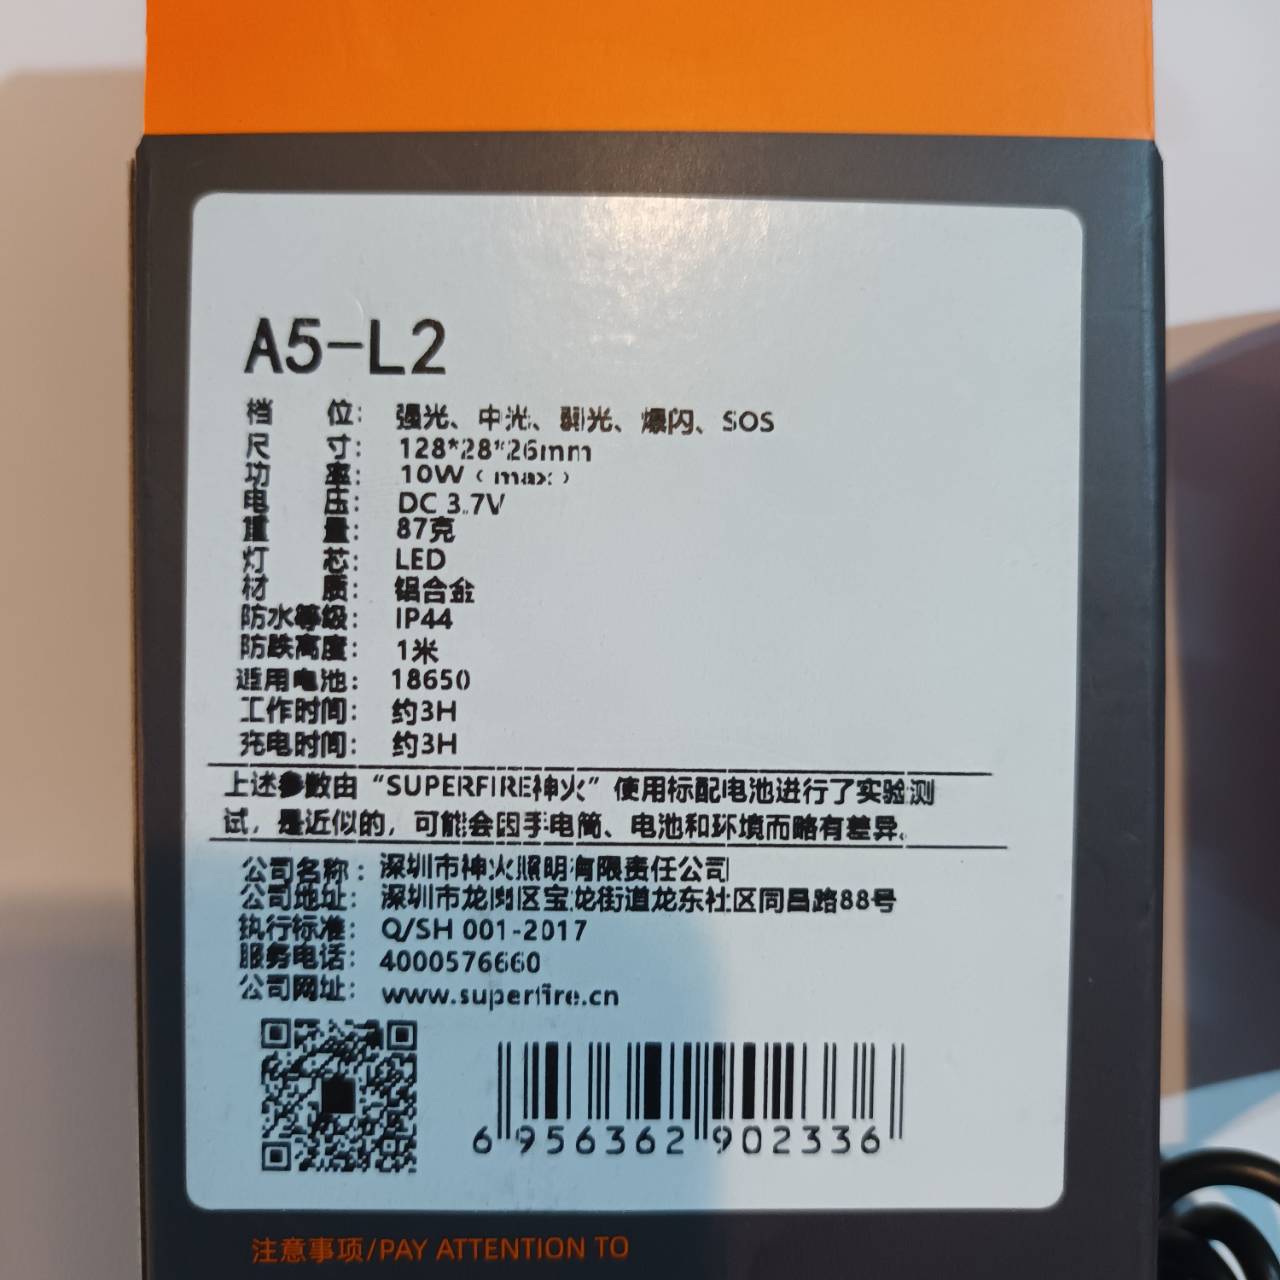 A5-L2
档 位： 强光、中光、弱光、爆闪、SOS
尺 寸： 128*28*26mm
功 率： 10W（max）
电 压： DC 3.7V
重 量： 87克
灯 芯： LED
材 质： 铝合金
防水等级： IP44
防跌高度： 1米
适用电池： 18650
工作时间： 约3H
充电时间： 约3H
上述参数由“SUPERFIRE神火”使用标配电池进行了实验测
试，是近似的，可能会因手电筒、电池和环境而略有差异。
公司名称： 深圳市神火照明有限责任公司
公司地址： 深圳市龙岗区宝龙街道龙东社区同昌路88号
执行标准： Q/SH 001-2017
服务电话： 4000576660
公司网址： www.superfire.cn
6 956362 902336
注意事项/PAY ATTENTION TO